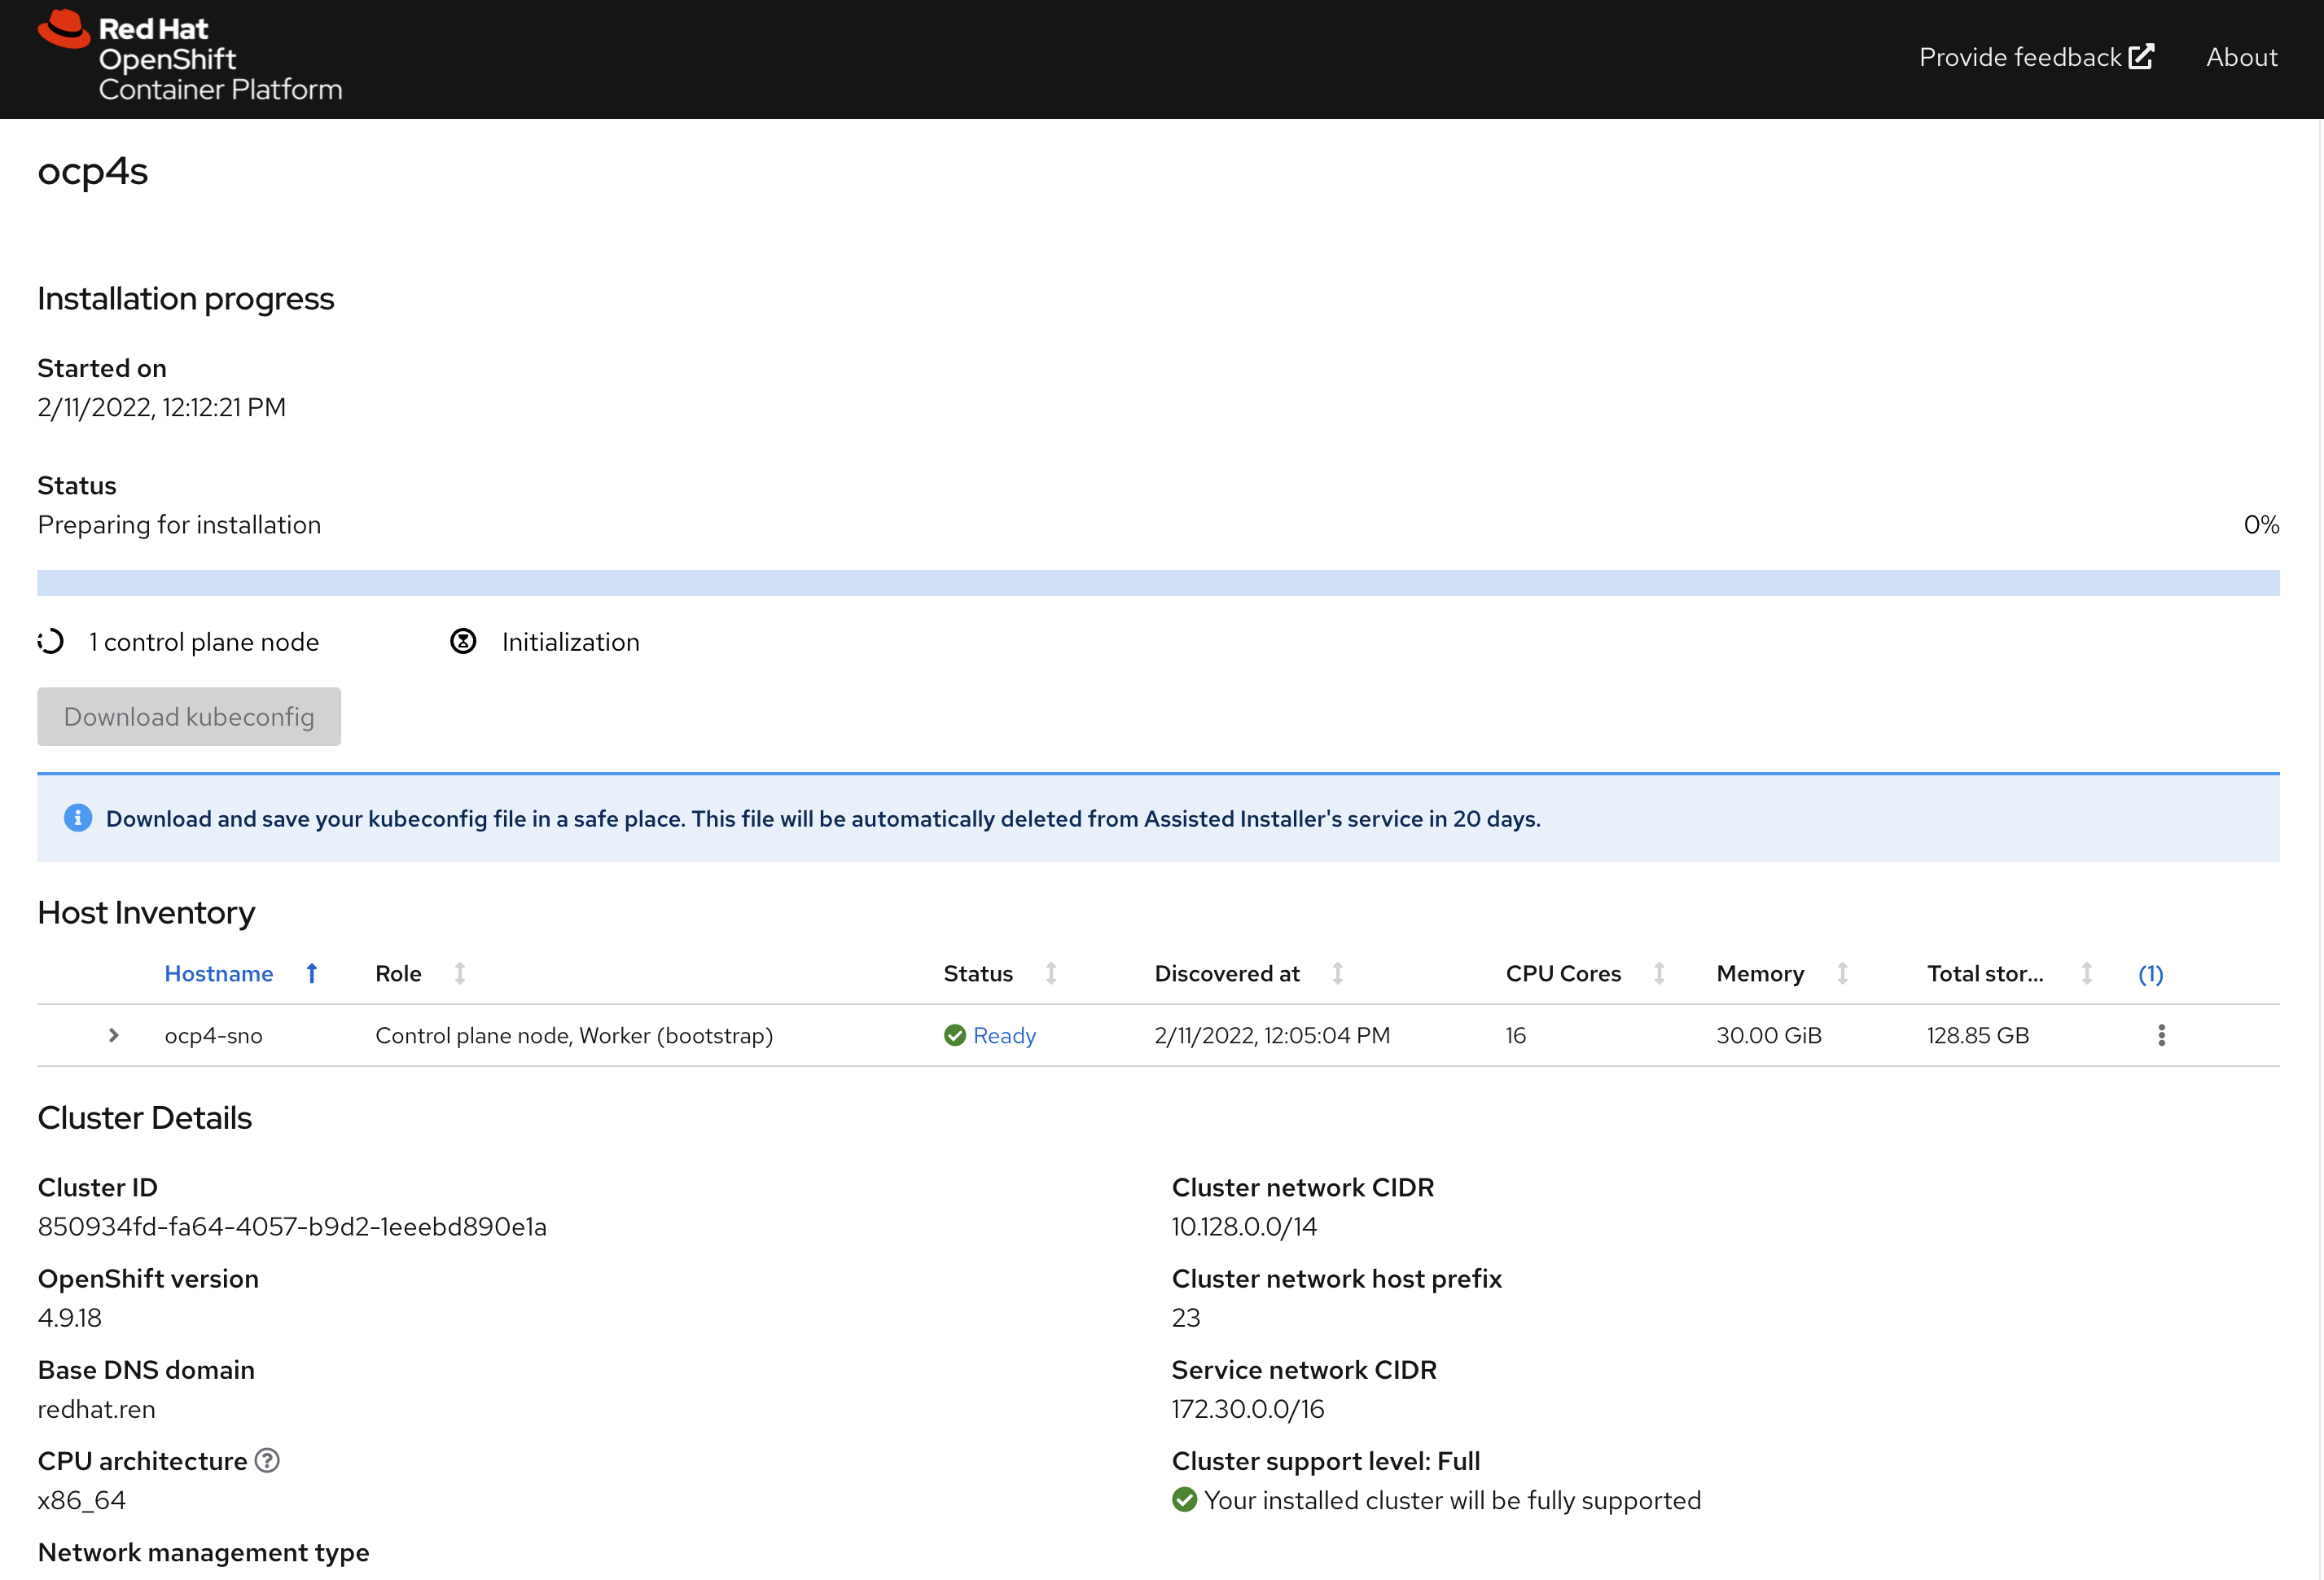 Red Hat
OpenShift
Container Platform
Provide feedback
About
ocp4s
Installation progress
Started on
2/11/2022, 12:12:21 PM
Status
Preparing for installation 0%
1 control plane node Initialization
Download kubeconfig
Download and save your kubeconfig file in a safe place. This file will be automatically deleted from Assisted Installer's service in 20 days.
Host Inventory
Hostname Role Status Discovered at CPU Cores Memory Total stor... (1)
ocp4-sno Control plane node, Worker (bootstrap) Ready 2/11/2022, 12:05:04 PM 16 30.00 GiB 128.85 GB
Cluster Details
Cluster ID
850934fd-fa64-4057-b9d2-1eeebd890e1a
OpenShift version
4.9.18
Base DNS domain
redhat.ren
CPU architecture
x86_64
Network management type
Cluster network CIDR
10.128.0.0/14
Cluster network host prefix
23
Service network CIDR
172.30.0.0/16
Cluster support level: Full
Your installed cluster will be fully supported